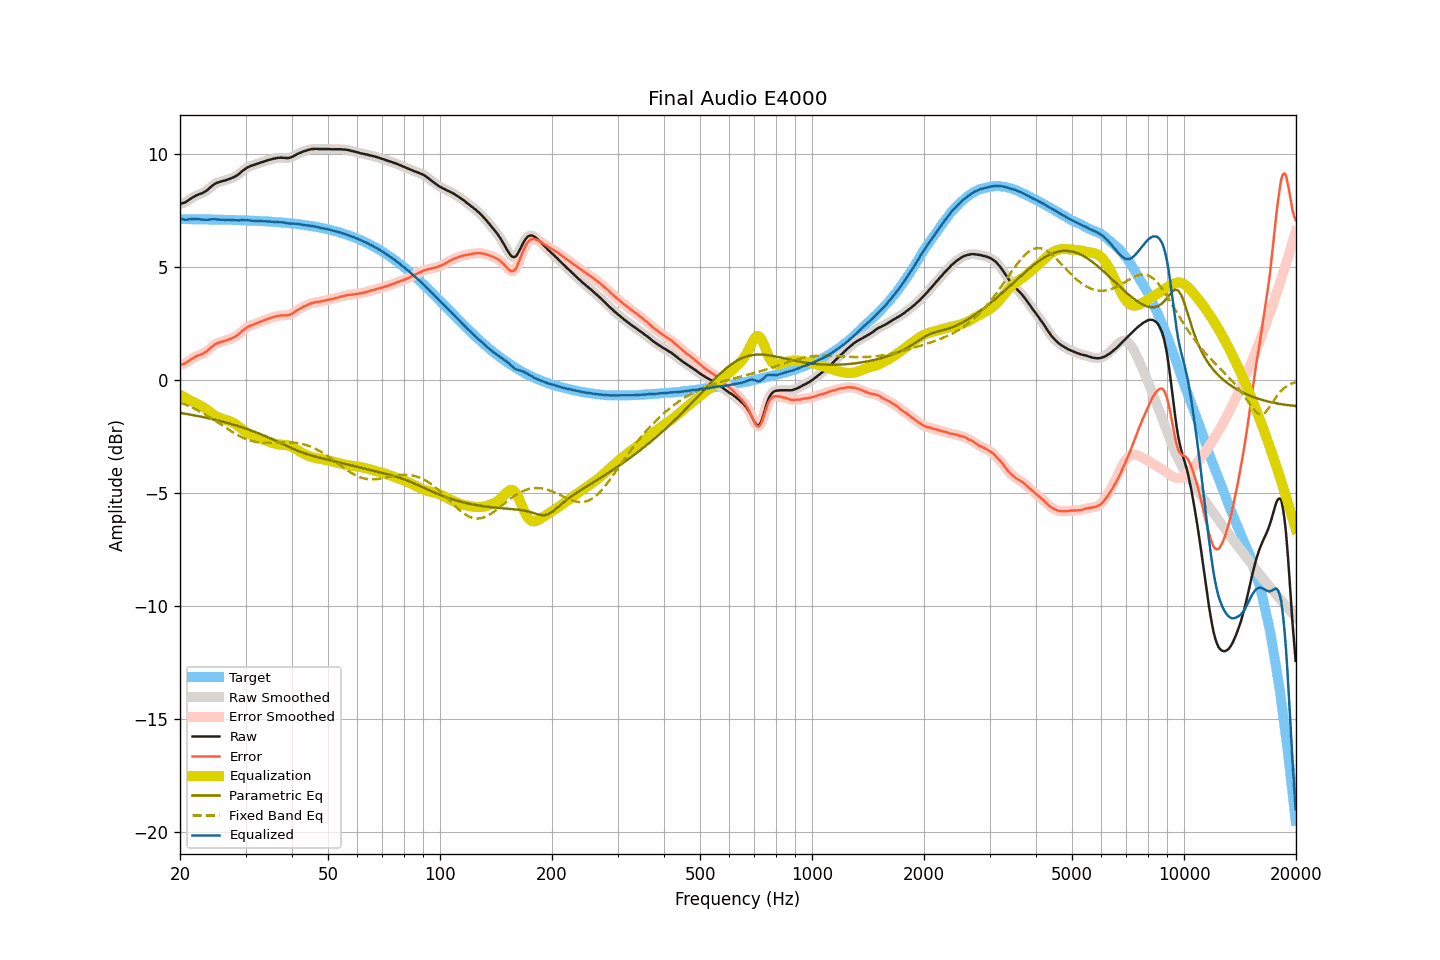 Final Audio E4000
Amplitude (dBr)
10
5
0
−5
−10
−15
−20
Target
Raw Smoothed
Error Smoothed
Raw
Error
Equalization
Parametric Eq
Fixed Band Eq
Equalized
20 50 100 200 500 1000 2000 5000 10000 20000
Frequency (Hz)